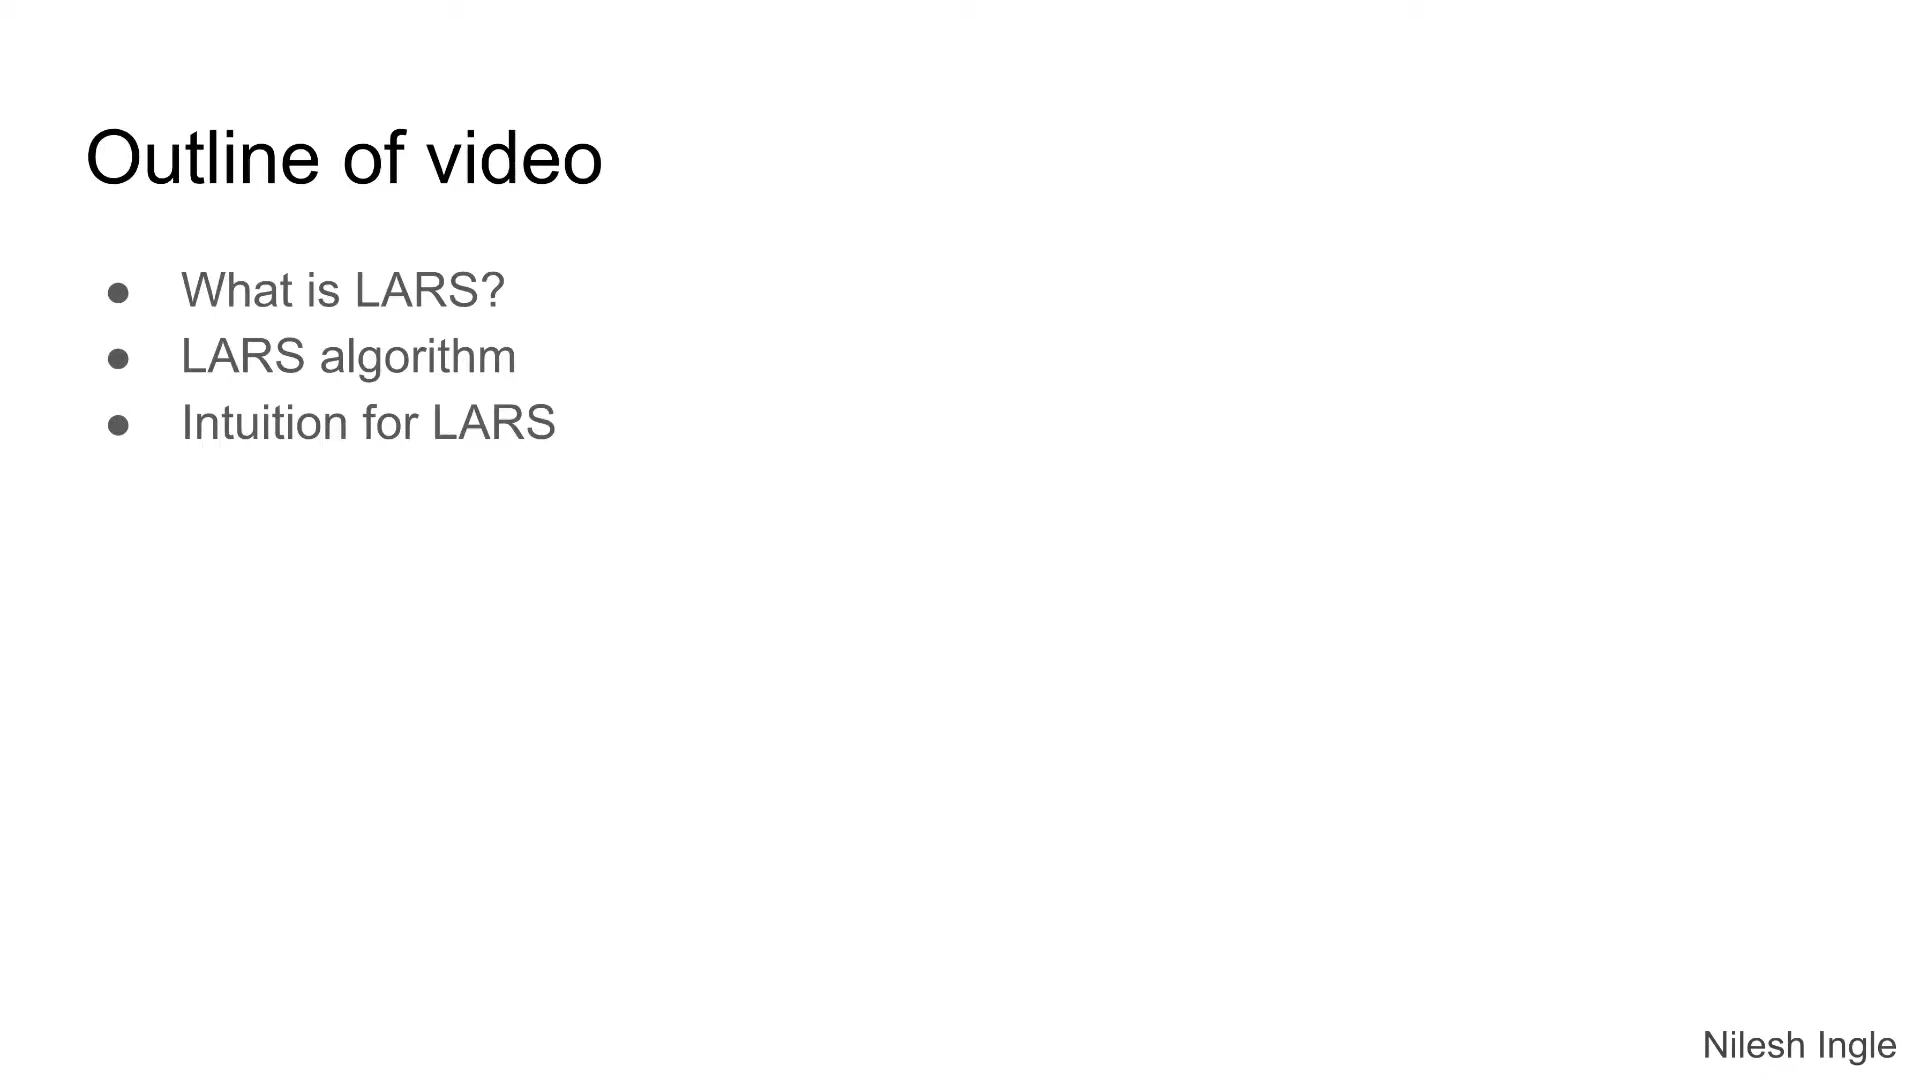 Outline of video
● What is LARS?
● LARS algorithm
● Intuition for LARS
Nilesh Ingle